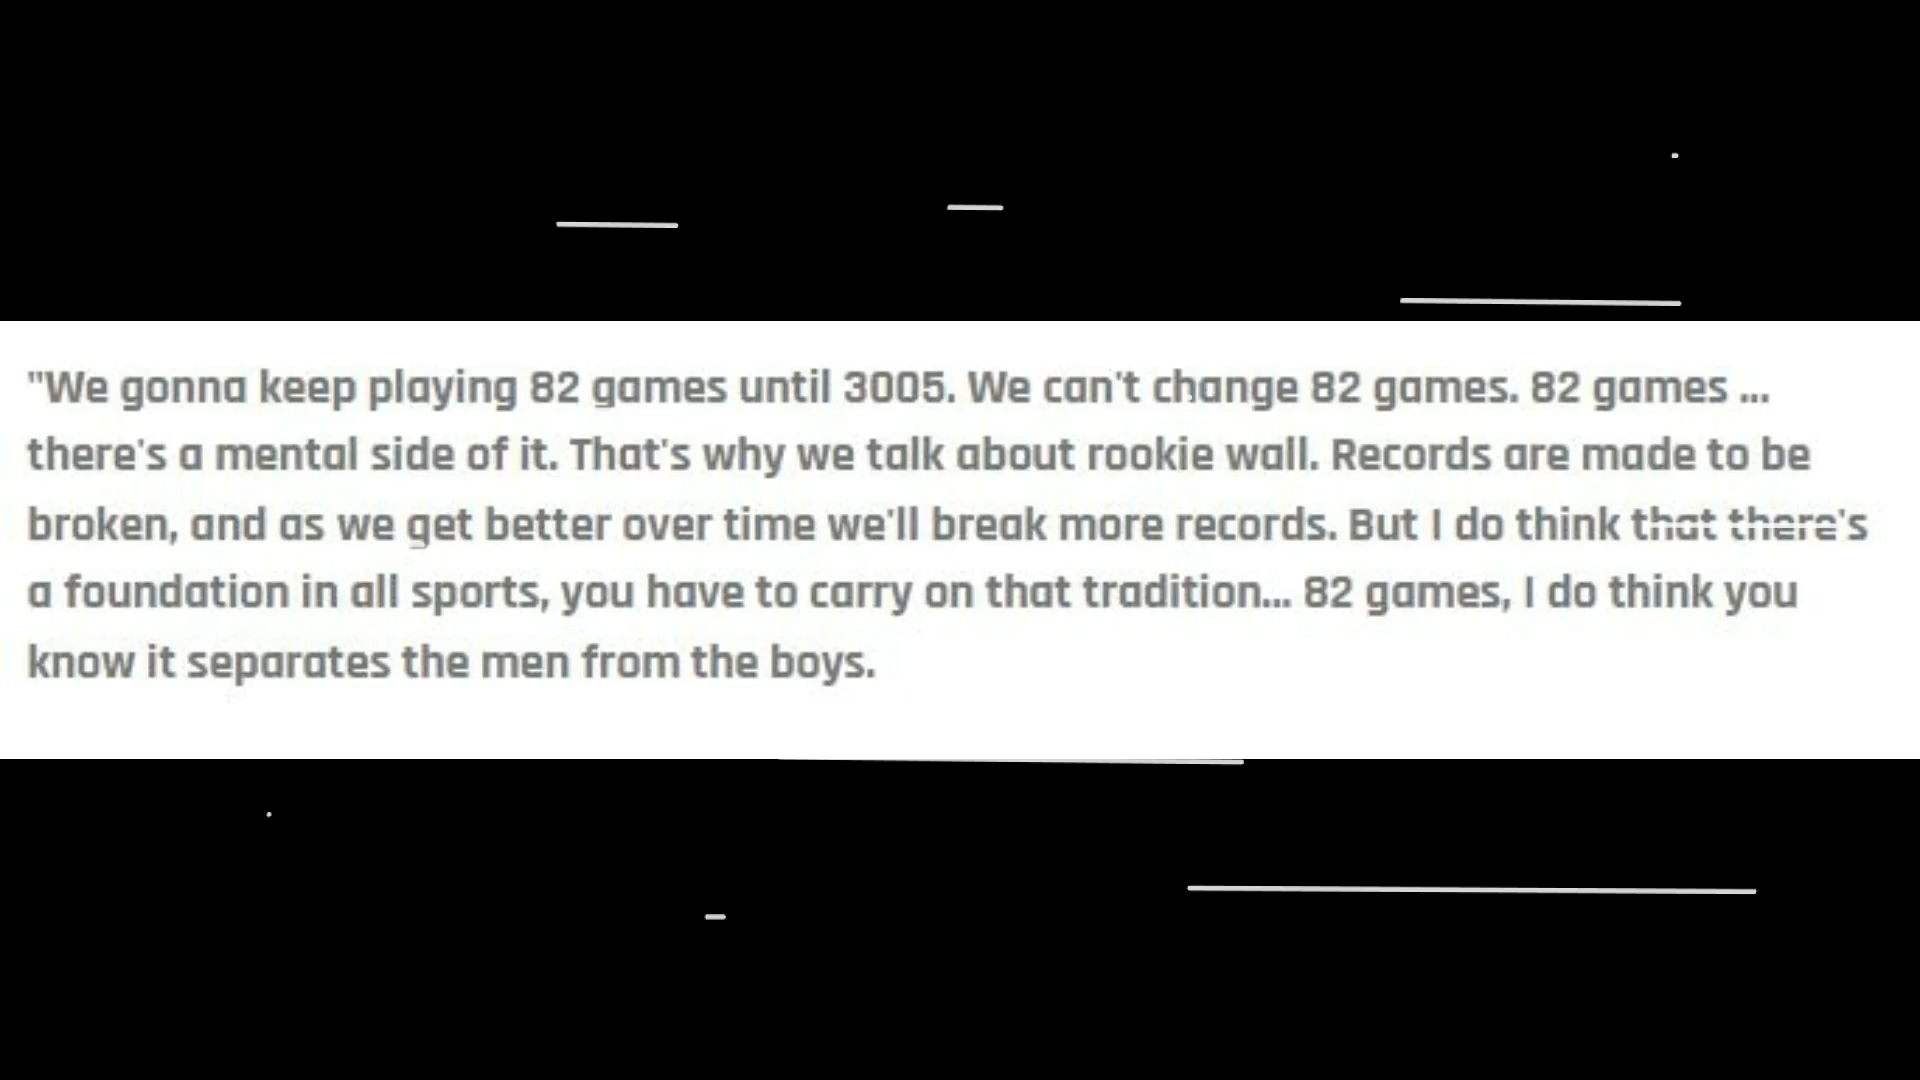 "We gonna keep playing 82 games until 3005. We can't change 82 games. 82 games ...
there's a mental side of it. That's why we talk about rookie wall. Records are made to be
broken, and as we get better over time we'll break more records. But I do think that there's
a foundation in all sports, you have to carry on that tradition... 82 games, I do think you
know it separates the men from the boys.